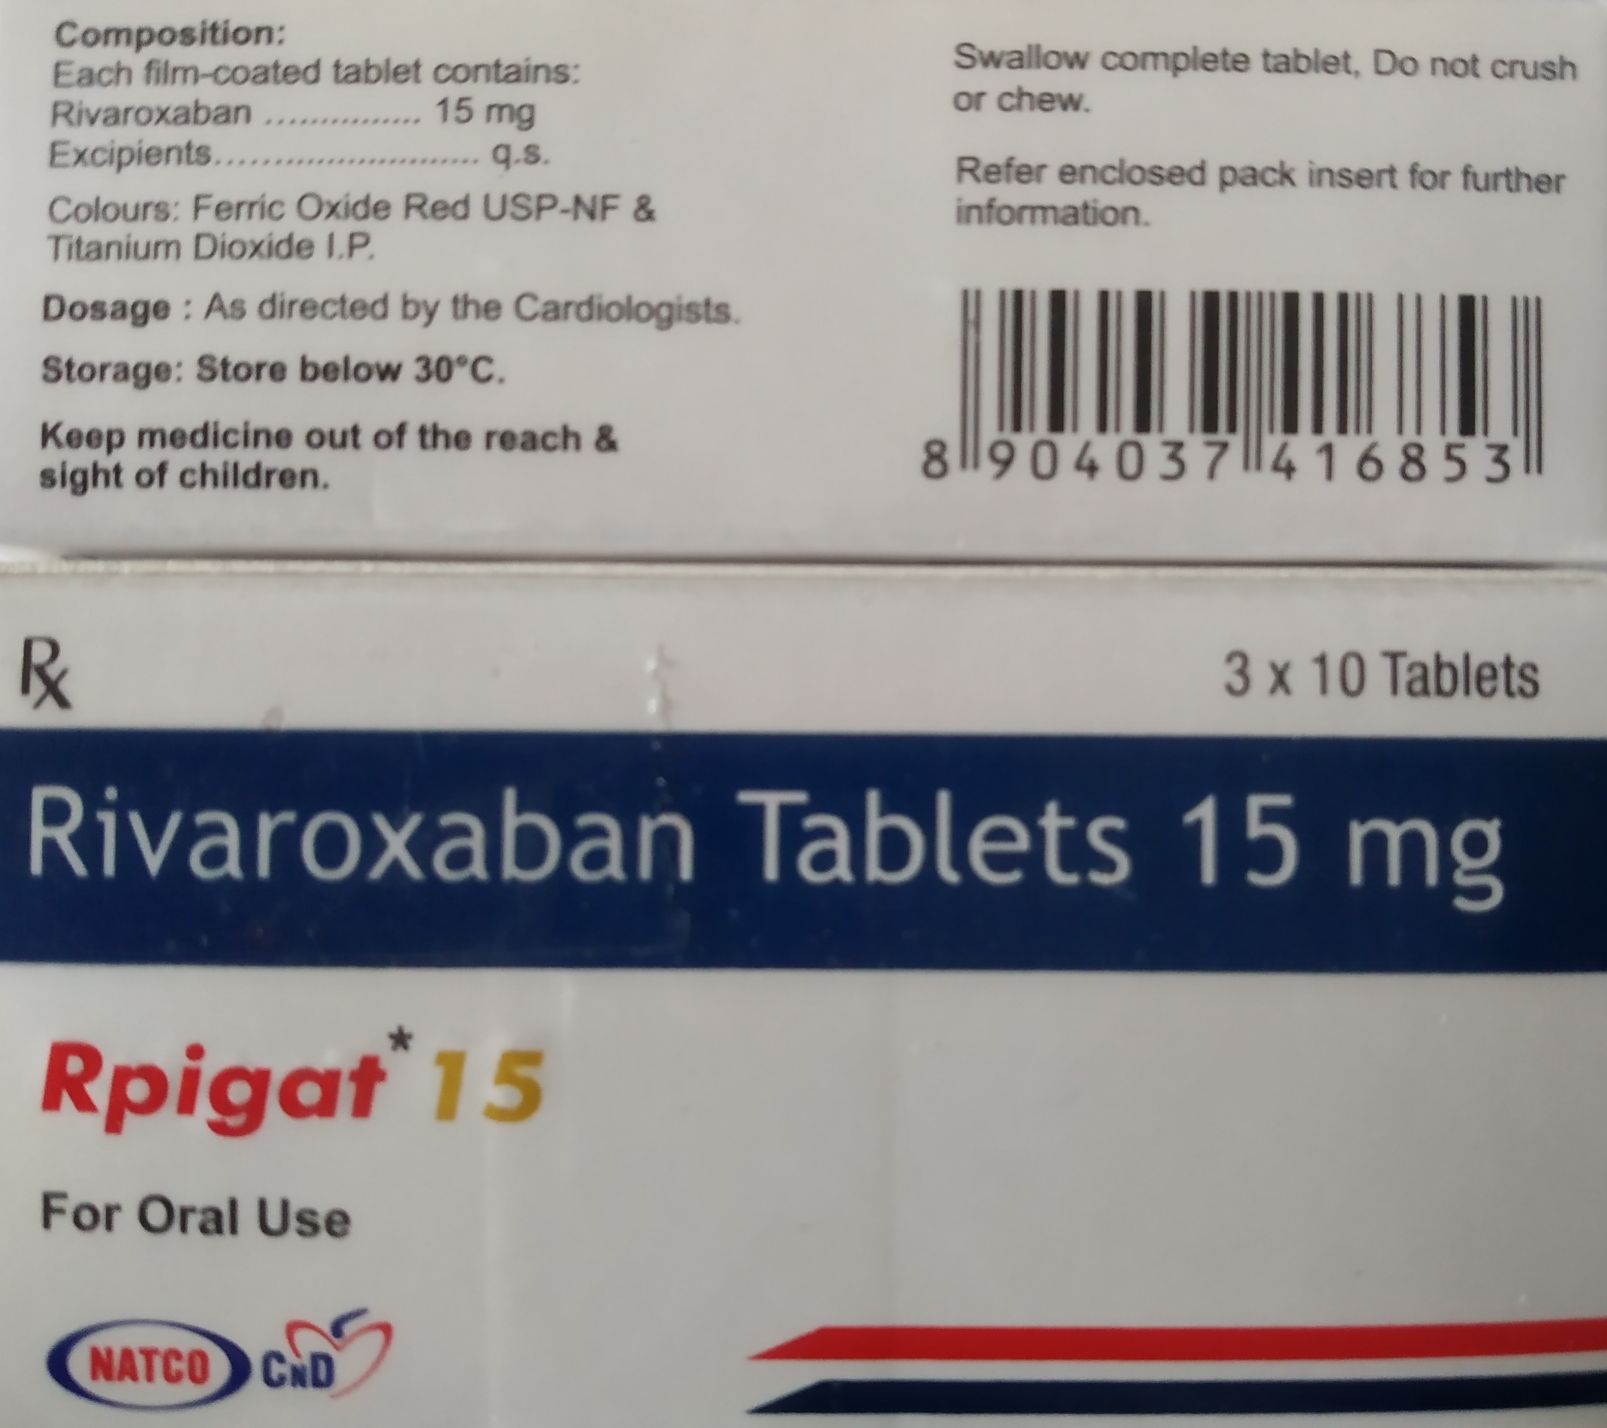 Composition:
Each film-coated tablet contains:
Rivaroxaban ............... 15 mg
Excipients.......................... q.s.
Colours: Ferric Oxide Red USP-NF &
Titanium Dioxide I.P.
Dosage : As directed by the Cardiologists.
Storage: Store below 30°C.
Keep medicine out of the reach &
sight of children.
Swallow complete tablet, Do not crush
or chew.
Refer enclosed pack insert for further
information.
8 904037 416853
Rx
3 x 10 Tablets
Rivaroxaban Tablets 15 mg
Rpigat* 15
For Oral Use
NATCO CND